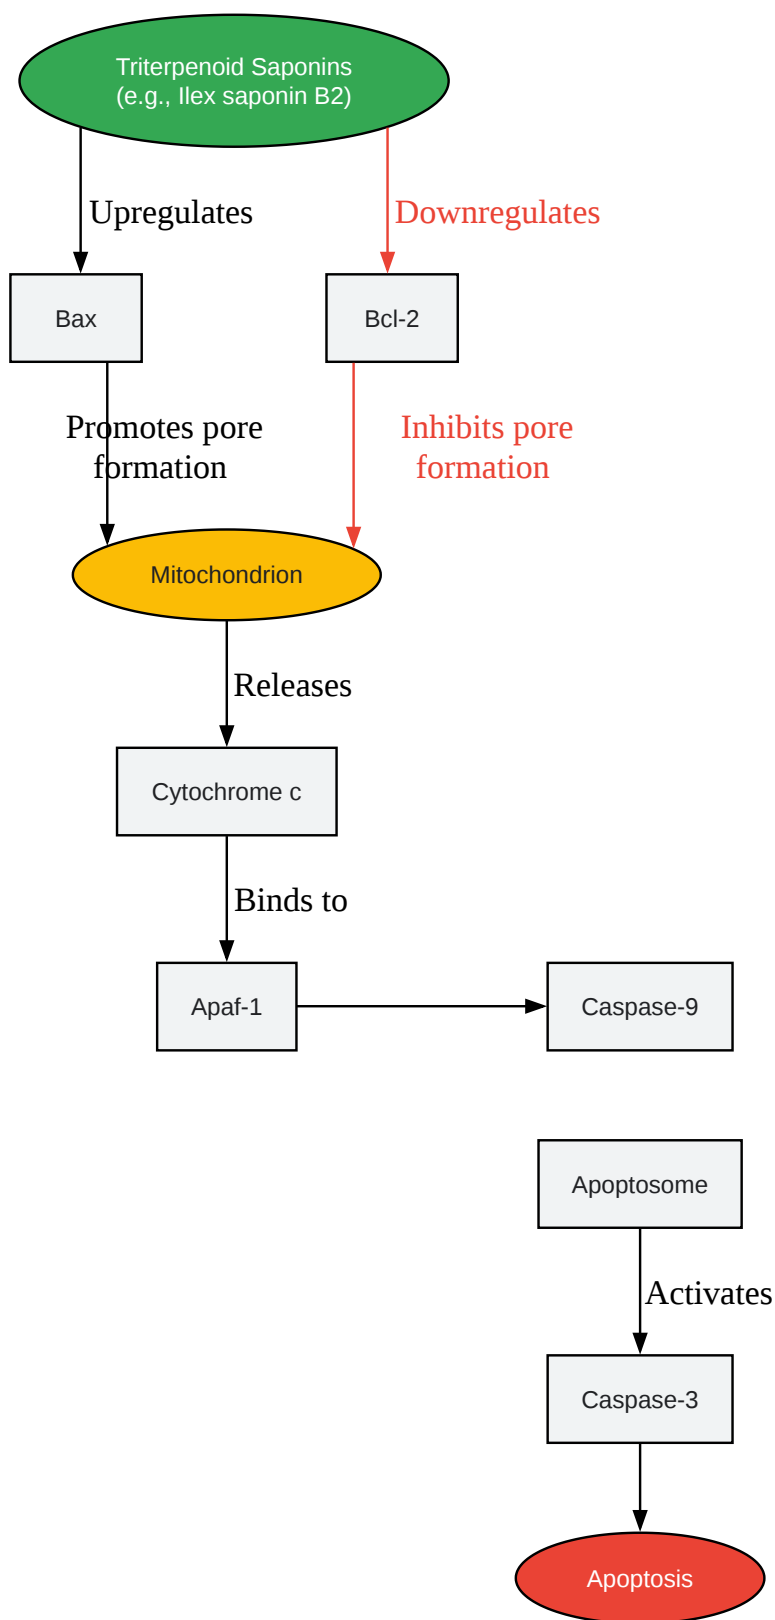 Triterpenoid Saponins
(e.g., Ilex saponin B2)
Upregulates
Downregulates
Bax
Bcl-2
Promotes pore
formation
Inhibits pore
formation
Mitochondrion
Releases
Cytochrome c
Binds to
Apaf-1
Caspase-9
Apoptosome
Activates
Caspase-3
Apoptosis